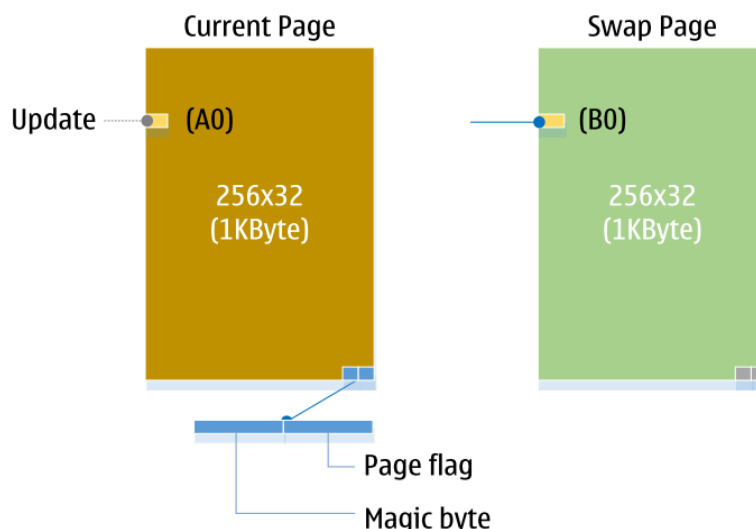 Current Page
Swap Page
Update
(A0)
(B0)
256x32
(1KByte)
256x32
(1KByte)
Page flag
Magic byte